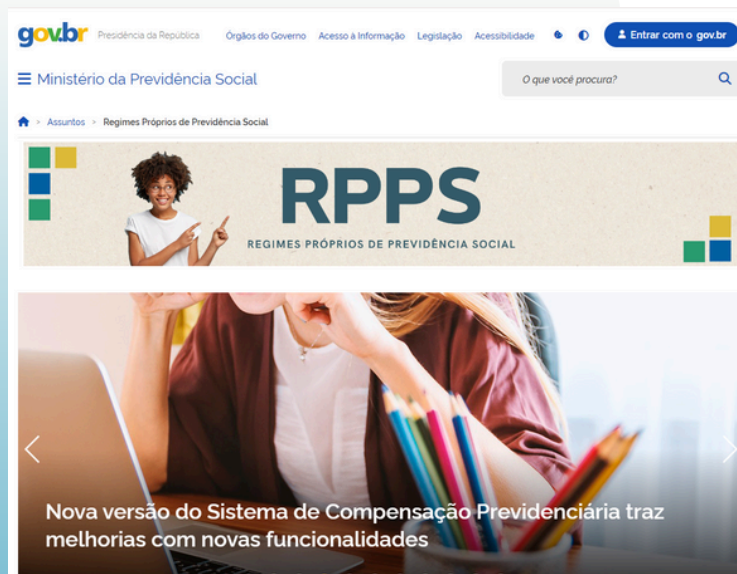 gov.br Presidência da República Órgãos do Governo Acesso à Informação Legislação Acessibilidade Entrar com o gov.br
Ministério da Previdência Social O que você procura?
Assuntos > Regimes Próprios de Previdência Social
RPPS
REGIMES PRÓPRIOS DE PREVIDÊNCIA SOCIAL
Nova versão do Sistema de Compensação Previdenciária traz
melhorias com novas funcionalidades